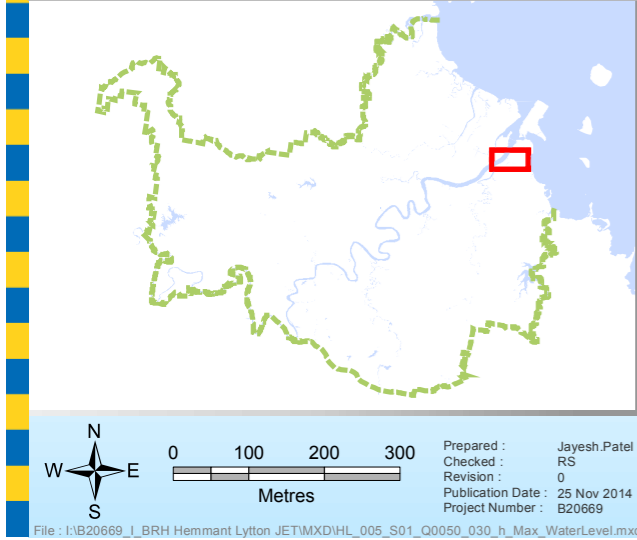 N
W E
S
0 100 200 300
Metres
Prepared : Jayesh.Patel
Checked : RS
Revision : 0
Publication Date : 25 Nov 2014
Project Number : B20669
File : I:\B20669_I_BRH Hemmant Lytton JET\MXD\HL_005_S01_Q0050_030_h_Max_WaterLevel.mxd